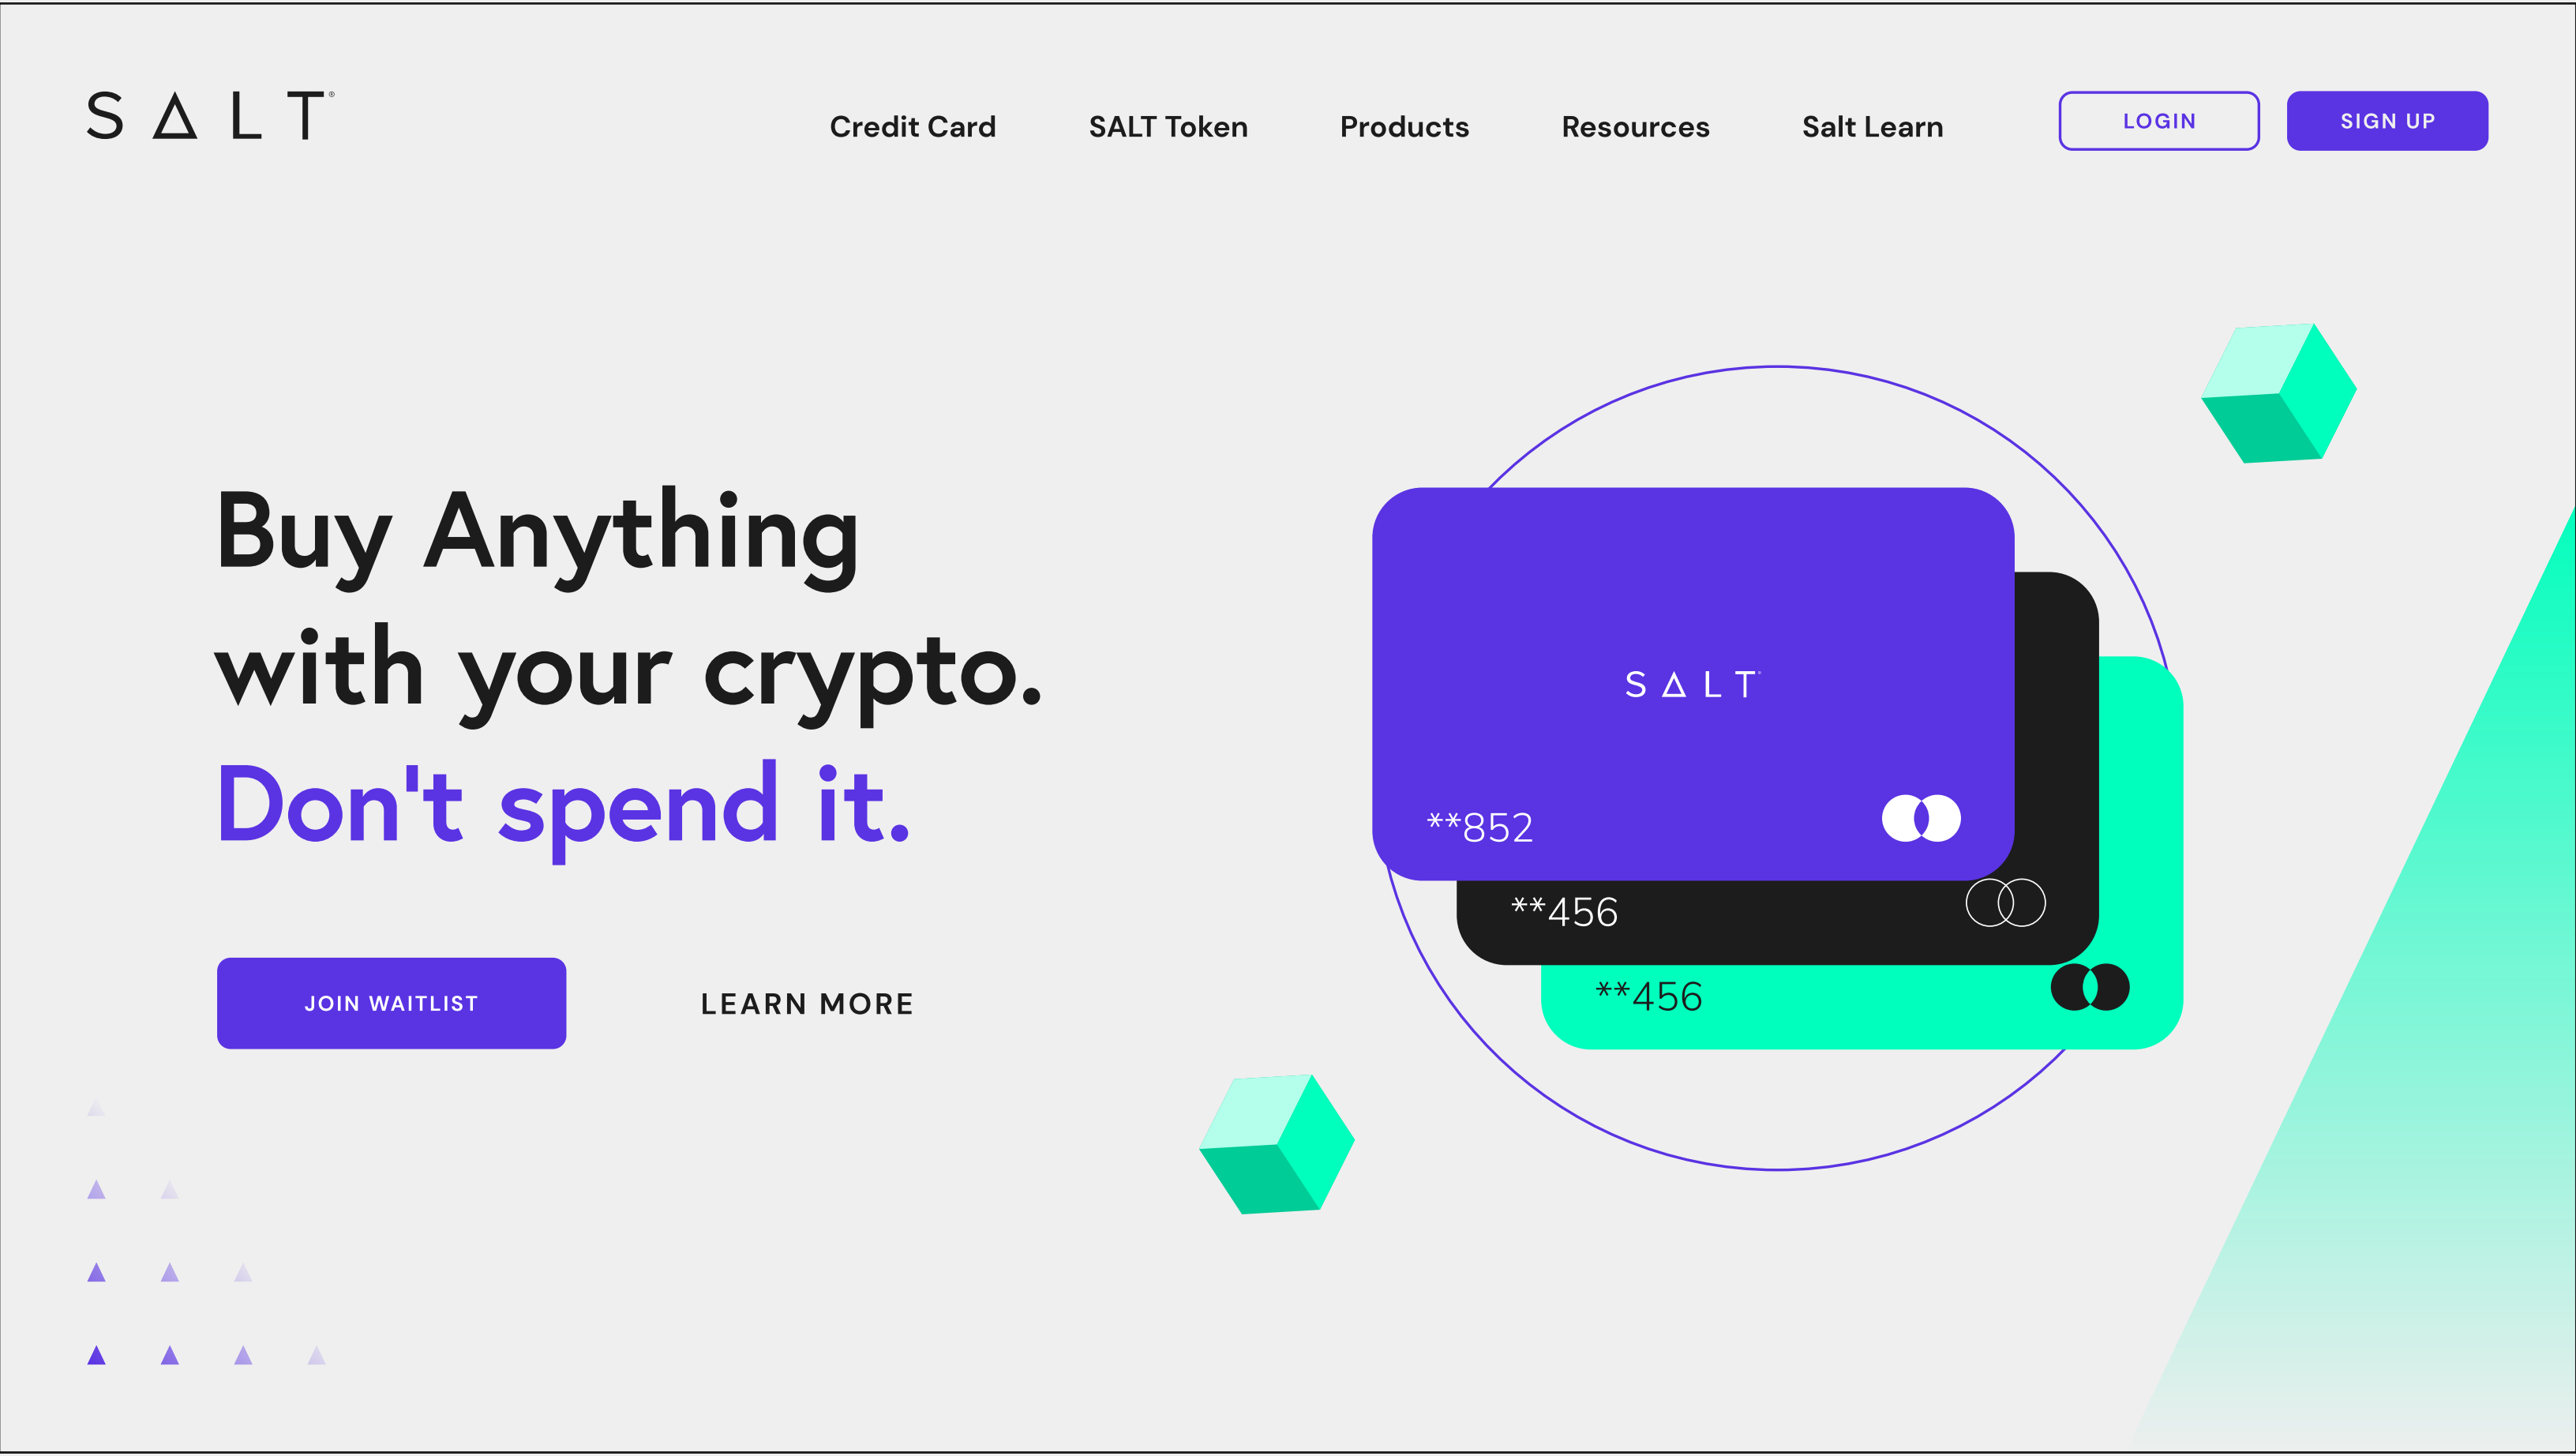 SALT®
Credit Card
SALT Token
Products
Resources
Salt Learn
LOGIN
SIGN UP
Buy Anything
with your crypto.
Don't spend it.
JOIN WAITLIST
LEARN MORE
SALT
**852
**456
**456